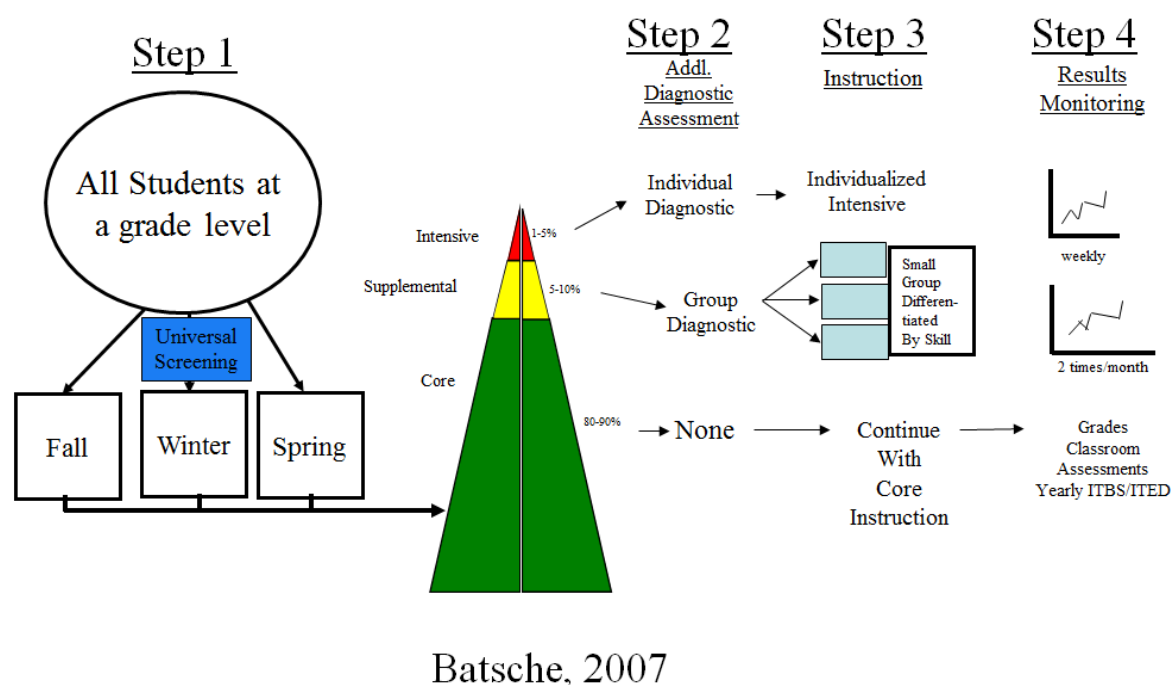 Step 1
All Students at
a grade level
Universal
Screening
Fall
Winter
Spring
Intensive
Supplemental
Core
1-5%
5-10%
80-90%
Step 2
Addl.
Diagnostic
Assessment
Individual
Diagnostic
Group
Diagnostic
None
Step 3
Instruction
Individualized
Intensive
Small
Group
Differen-
tiated
By Skill
Continue
With
Core
Instruction
Step 4
Results
Monitoring
weekly
2 times/month
Grades
Classroom
Assessments
Yearly ITBS/ITED
Batsche, 2007